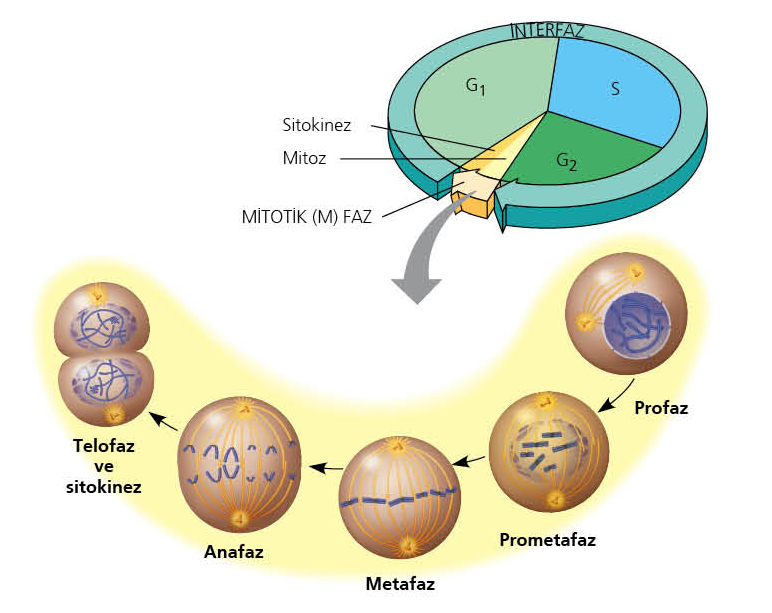 İNTERFAZ
G1
S
Sitokinez
Mitoz
G2
MİTOTİK (M) FAZ
Profaz
Telofaz
ve
sitokinez
Prometafaz
Anafaz
Metafaz